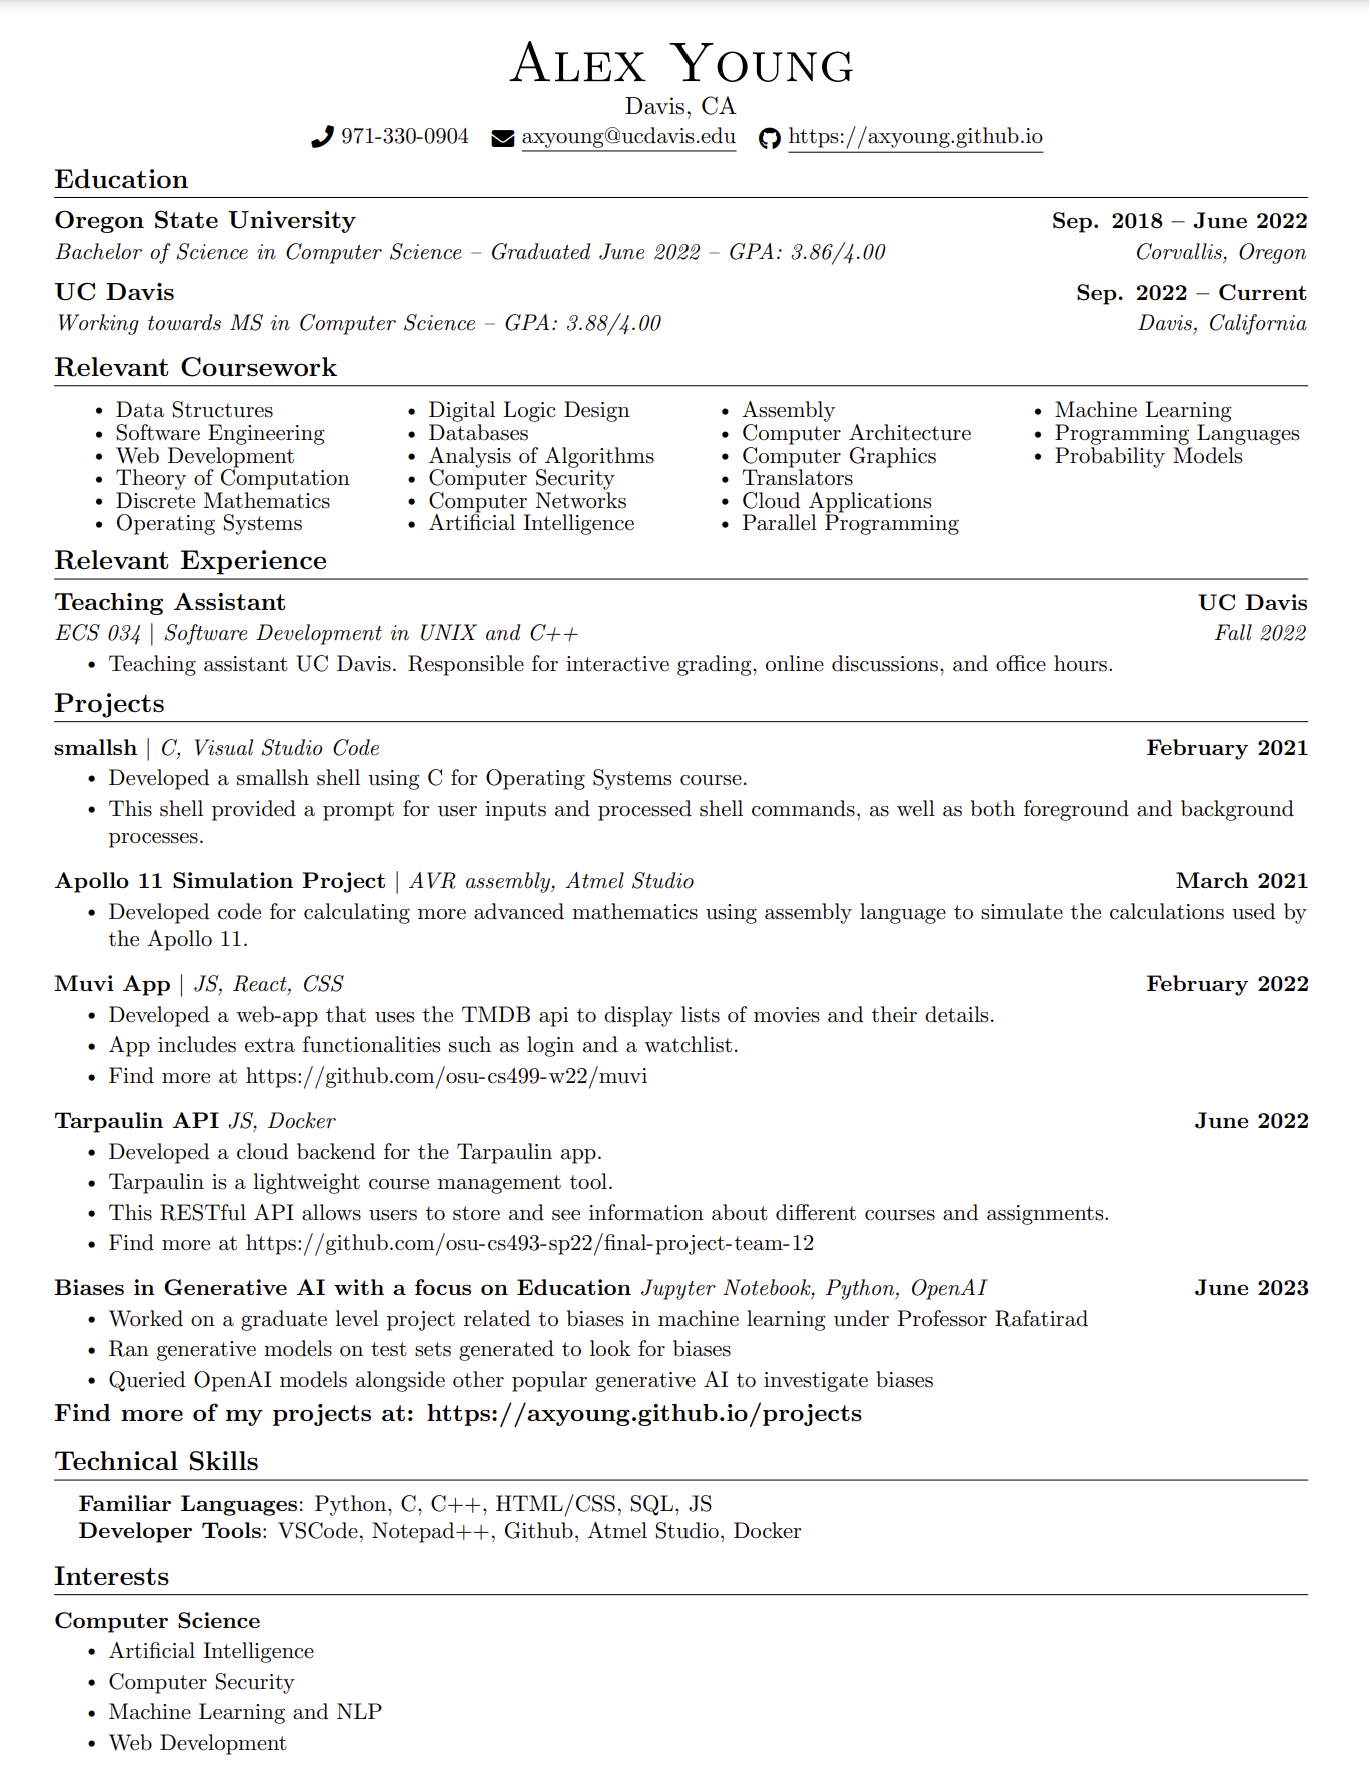 Alex Young
Davis, CA
971-330-0904 axyoung@ucdavis.edu https://axyoung.github.io
Education
Oregon State University Sep. 2018 – June 2022
Bachelor of Science in Computer Science – Graduated June 2022 – GPA: 3.86/4.00 Corvallis, Oregon
UC Davis Sep. 2022 – Current
Working towards MS in Computer Science – GPA: 3.88/4.00 Davis, California
Relevant Coursework
• Data Structures
• Software Engineering
• Web Development
• Theory of Computation
• Discrete Mathematics
• Operating Systems
• Digital Logic Design
• Databases
• Analysis of Algorithms
• Computer Security
• Computer Networks
• Artificial Intelligence
• Assembly
• Computer Architecture
• Computer Graphics
• Translators
• Cloud Applications
• Parallel Programming
• Machine Learning
• Programming Languages
• Probability Models
Relevant Experience
Teaching Assistant UC Davis
ECS 034 | Software Development in UNIX and C++ Fall 2022
• Teaching assistant UC Davis. Responsible for interactive grading, online discussions, and office hours.
Projects
smallsh | C, Visual Studio Code February 2021
• Developed a smallsh shell using C for Operating Systems course.
• This shell provided a prompt for user inputs and processed shell commands, as well as both foreground and background
processes.
Apollo 11 Simulation Project | AVR assembly, Atmel Studio March 2021
• Developed code for calculating more advanced mathematics using assembly language to simulate the calculations used by
the Apollo 11.
Muvi App | JS, React, CSS February 2022
• Developed a web-app that uses the TMDB api to display lists of movies and their details.
• App includes extra functionalities such as login and a watchlist.
• Find more at https://github.com/osu-cs499-w22/muvi
Tarpaulin API JS, Docker June 2022
• Developed a cloud backend for the Tarpaulin app.
• Tarpaulin is a lightweight course management tool.
• This RESTful API allows users to store and see information about different courses and assignments.
• Find more at https://github.com/osu-cs493-sp22/final-project-team-12
Biases in Generative AI with a focus on Education Jupyter Notebook, Python, OpenAI June 2023
• Worked on a graduate level project related to biases in machine learning under Professor Rafatirad
• Ran generative models on test sets generated to look for biases
• Queried OpenAI models alongside other popular generative AI to investigate biases
Find more of my projects at: https://axyoung.github.io/projects
Technical Skills
Familiar Languages: Python, C, C++, HTML/CSS, SQL, JS
Developer Tools: VSCode, Notepad++, Github, Atmel Studio, Docker
Interests
Computer Science
• Artificial Intelligence
• Computer Security
• Machine Learning and NLP
• Web Development